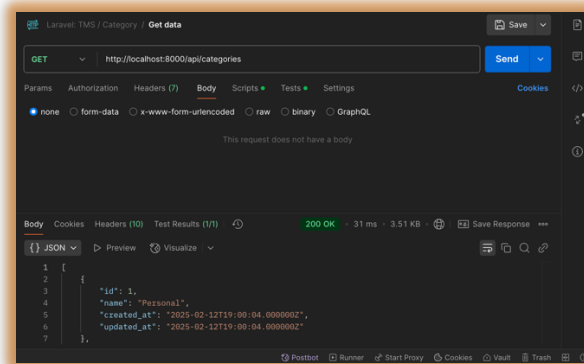 Laravel: TMS / Category / Get data
Save
GET http://localhost:8000/api/categories Send
Params Authorization Headers (7) Body Scripts Tests Settings Cookies
none form-data x-www-form-urlencoded raw binary GraphQL
This request does not have a body
Body Cookies Headers (10) Test Results (1/1) 200 OK 31 ms 3.51 KB Save Response
{} JSON Preview Visualize
1 [
2 {
3 "id": 1,
4 "name": "Personal",
5 "created_at": "2025-02-12T19:00:04.000000Z",
6 "updated_at": "2025-02-12T19:00:04.000000Z"
7 },
Postbot Runner Start Proxy Cookies Vault Trash